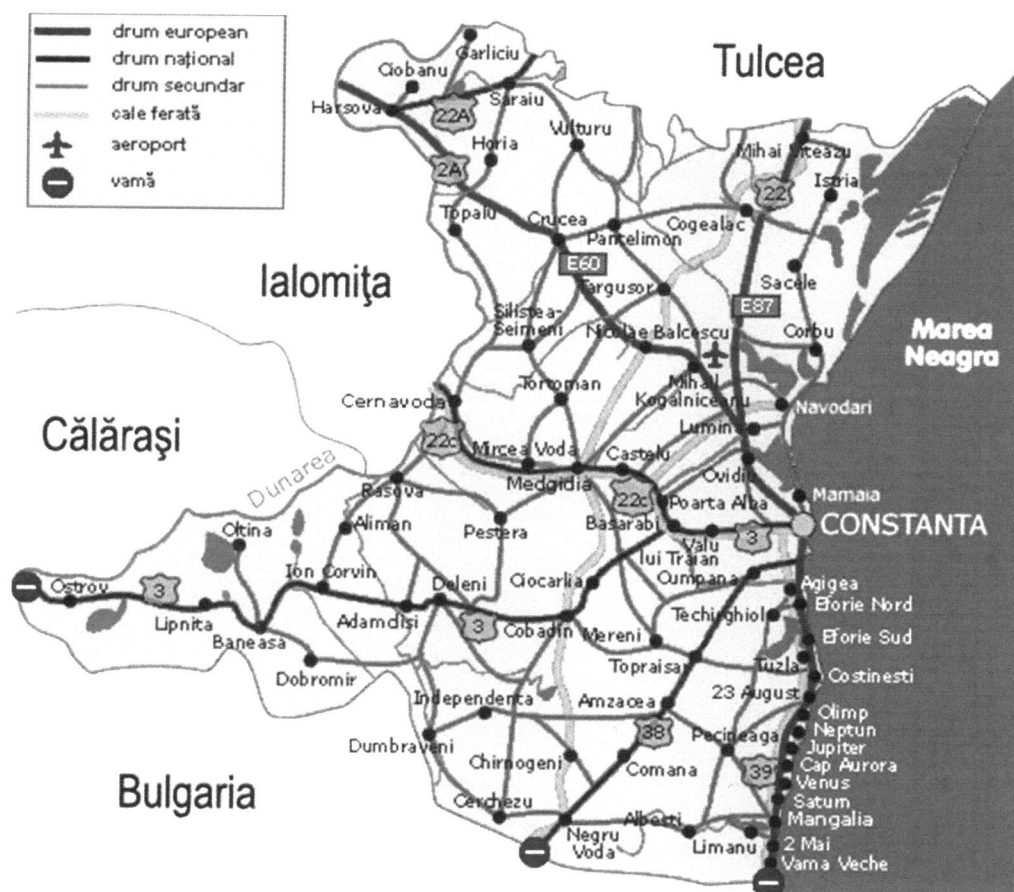 drum european
drum național
drum secundar
cale ferată
aeroport
vamă
Tulcea
Garliciu
Ciobanu
Saraiu
Harsova
22A
Horia
Vulturu
Mihai Viteazu
2A
22
Istria
Topalu
Crucea
Cogealac
Pantelimon
E60
Ialomiţa
Targusor
Sacele
E87
Silistea-
Seimeni
Nicolae Balcescu
Corbu
Marea
Neagra
Mihail
Kogalniceanu
Tortoman
Cernavoda
Navodari
Lumina
Călăraşi
22c
Mircea Voda
Castelu
Medgidia
Ovidiu
Dunarea
Rasova
22c
Poarta Alba
Mamaia
Oltina
Aliman
Pestera
Basarabi
CONSTANTA
Valu
lui Traian
3
Ion Corvin
Ciocarlia
Cumpana
Ostrov
3
Deleni
Agigea
Eforie Nord
Lipnita
Adamclisi
3
Cobadin
Techirghiol
Baneasa
Mereni
Eforie Sud
Topraisar
Tuzla
Dobromir
Costinesti
Independenta
Amzacea
23 August
Olimp
38
Pecineaga
Neptun
Dumbraveni
Jupiter
Chirnogeni
Comana
39
Cap Aurora
Bulgaria
Venus
Cerchezu
Saturn
Albesti
Mangalia
Negru
Voda
Limanu
2 Mai
Vama Veche